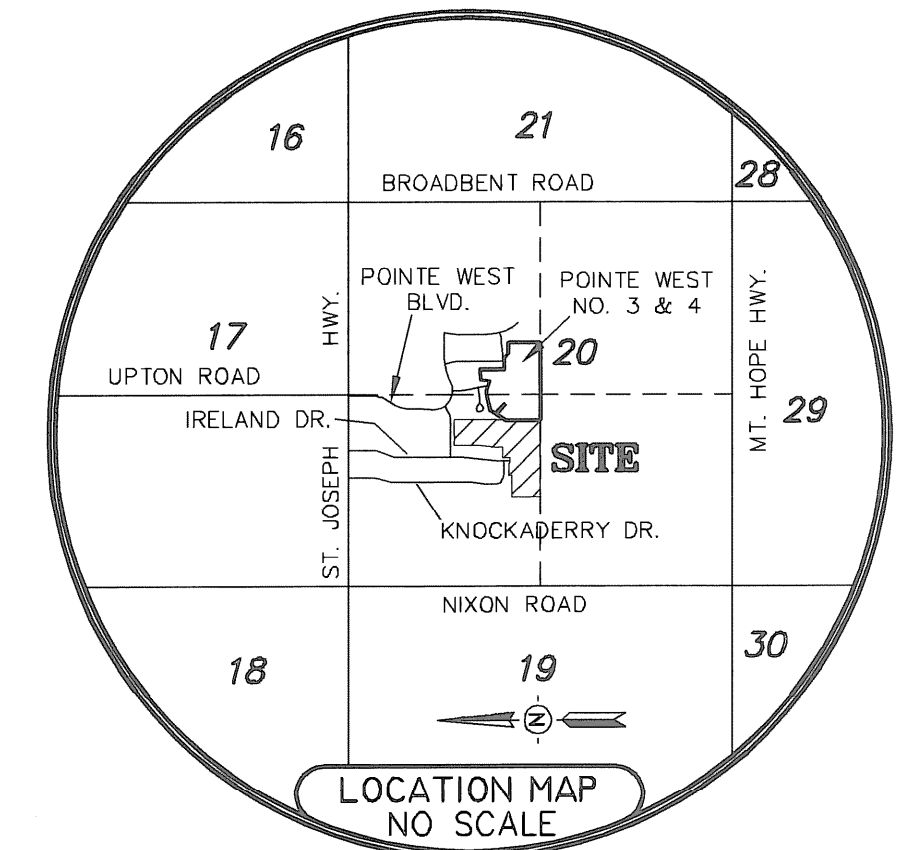 16
21
28
BROADBENT ROAD
POINTE WEST
BLVD.
POINTE WEST
NO. 3 & 4
HWY.
MT. HOPE HWY.
17
20
UPTON ROAD
29
IRELAND DR.
SITE
ST. JOSEPH
KNOCKADERRY DR.
NIXON ROAD
18
19
30
N
LOCATION MAP
NO SCALE